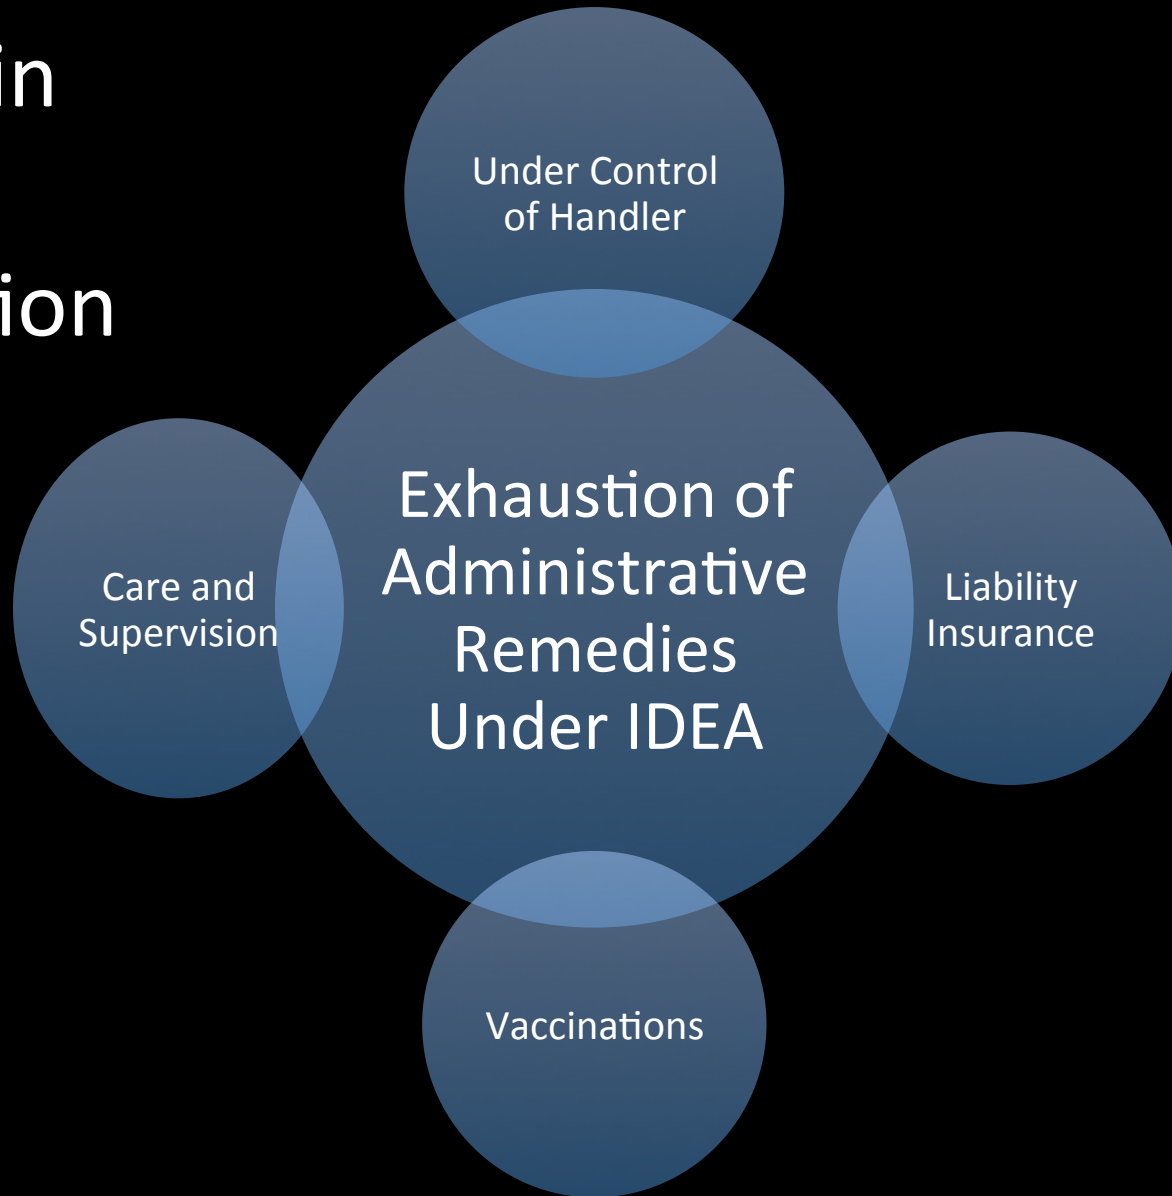 in
ion
Under Control
of Handler
Exhaustion of
Administrative
Remedies
Under IDEA
Care and
Supervision
Liability
Insurance
Vaccinations